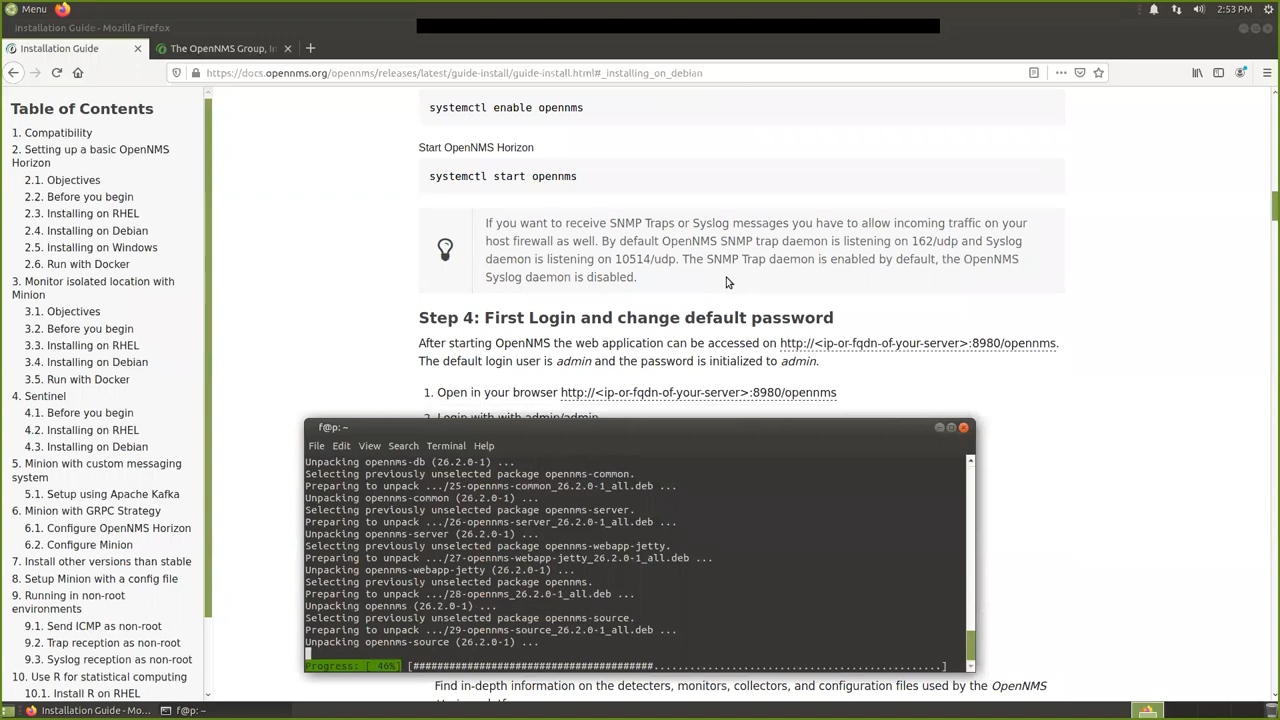 Menu
2:53 PM
Installation Guide - Mozilla Firefox
Installation Guide
The OpenNMS Group, In
https://docs.opennms.org/opennms/releases/latest/guide-install/guide-install.html#_installing_on_debian
Table of Contents
1. Compatibility
2. Setting up a basic OpenNMS
Horizon
2.1. Objectives
2.2. Before you begin
2.3. Installing on RHEL
2.4. Installing on Debian
2.5. Installing on Windows
2.6. Run with Docker
3. Monitor isolated location with
Minion
3.1. Objectives
3.2. Before you begin
3.3. Installing on RHEL
3.4. Installing on Debian
3.5. Run with Docker
4. Sentinel
4.1. Before you begin
4.2. Installing on RHEL
4.3. Installing on Debian
5. Minion with custom messaging
system
5.1. Setup using Apache Kafka
6. Minion with GRPC Strategy
6.1. Configure OpenNMS Horizon
6.2. Configure Minion
7. Install other versions than stable
8. Setup Minion with a config file
9. Running in non-root
environments
9.1. Send ICMP as non-root
9.2. Trap reception as non-root
9.3. Syslog reception as non-root
10. Use R for statistical computing
10.1. Install R on RHEL
systemctl enable opennms
Start OpenNMS Horizon
systemctl start opennms
If you want to receive SNMP Traps or Syslog messages you have to allow incoming traffic on your
host firewall as well. By default OpenNMS SNMP trap daemon is listening on 162/udp and Syslog
daemon is listening on 10514/udp. The SNMP Trap daemon is enabled by default, the OpenNMS
Syslog daemon is disabled.
Step 4: First Login and change default password
After starting OpenNMS the web application can be accessed on http://<ip-or-fqdn-of-your-server>:8980/opennms.
The default login user is admin and the password is initialized to admin.
1. Open in your browser http://<ip-or-fqdn-of-your-server>:8980/opennms
2. Login with with admin/admin
f@p: ~
File Edit View Search Terminal Help
Unpacking opennms-db (26.2.0-1) ...
Selecting previously unselected package opennms-common.
Preparing to unpack .../25-opennms-common_26.2.0-1_all.deb ...
Unpacking opennms-common (26.2.0-1) ...
Selecting previously unselected package opennms-server.
Preparing to unpack .../26-opennms-server_26.2.0-1_all.deb ...
Unpacking opennms-server (26.2.0-1) ...
Selecting previously unselected package opennms-webapp-jetty.
Preparing to unpack .../27-opennms-webapp-jetty_26.2.0-1_all.deb ...
Unpacking opennms-webapp-jetty (26.2.0-1) ...
Selecting previously unselected package opennms.
Preparing to unpack .../28-opennms_26.2.0-1_all.deb ...
Unpacking opennms (26.2.0-1) ...
Selecting previously unselected package opennms-source.
Preparing to unpack .../29-opennms-source_26.2.0-1_all.deb ...
Unpacking opennms-source (26.2.0-1) ...
Progress: [ 46%] [########################################........................................]
Find in-depth information on the detectors, monitors, collectors, and configuration files used by the OpenNMS
Installation Guide - Mo...
f@p: ~